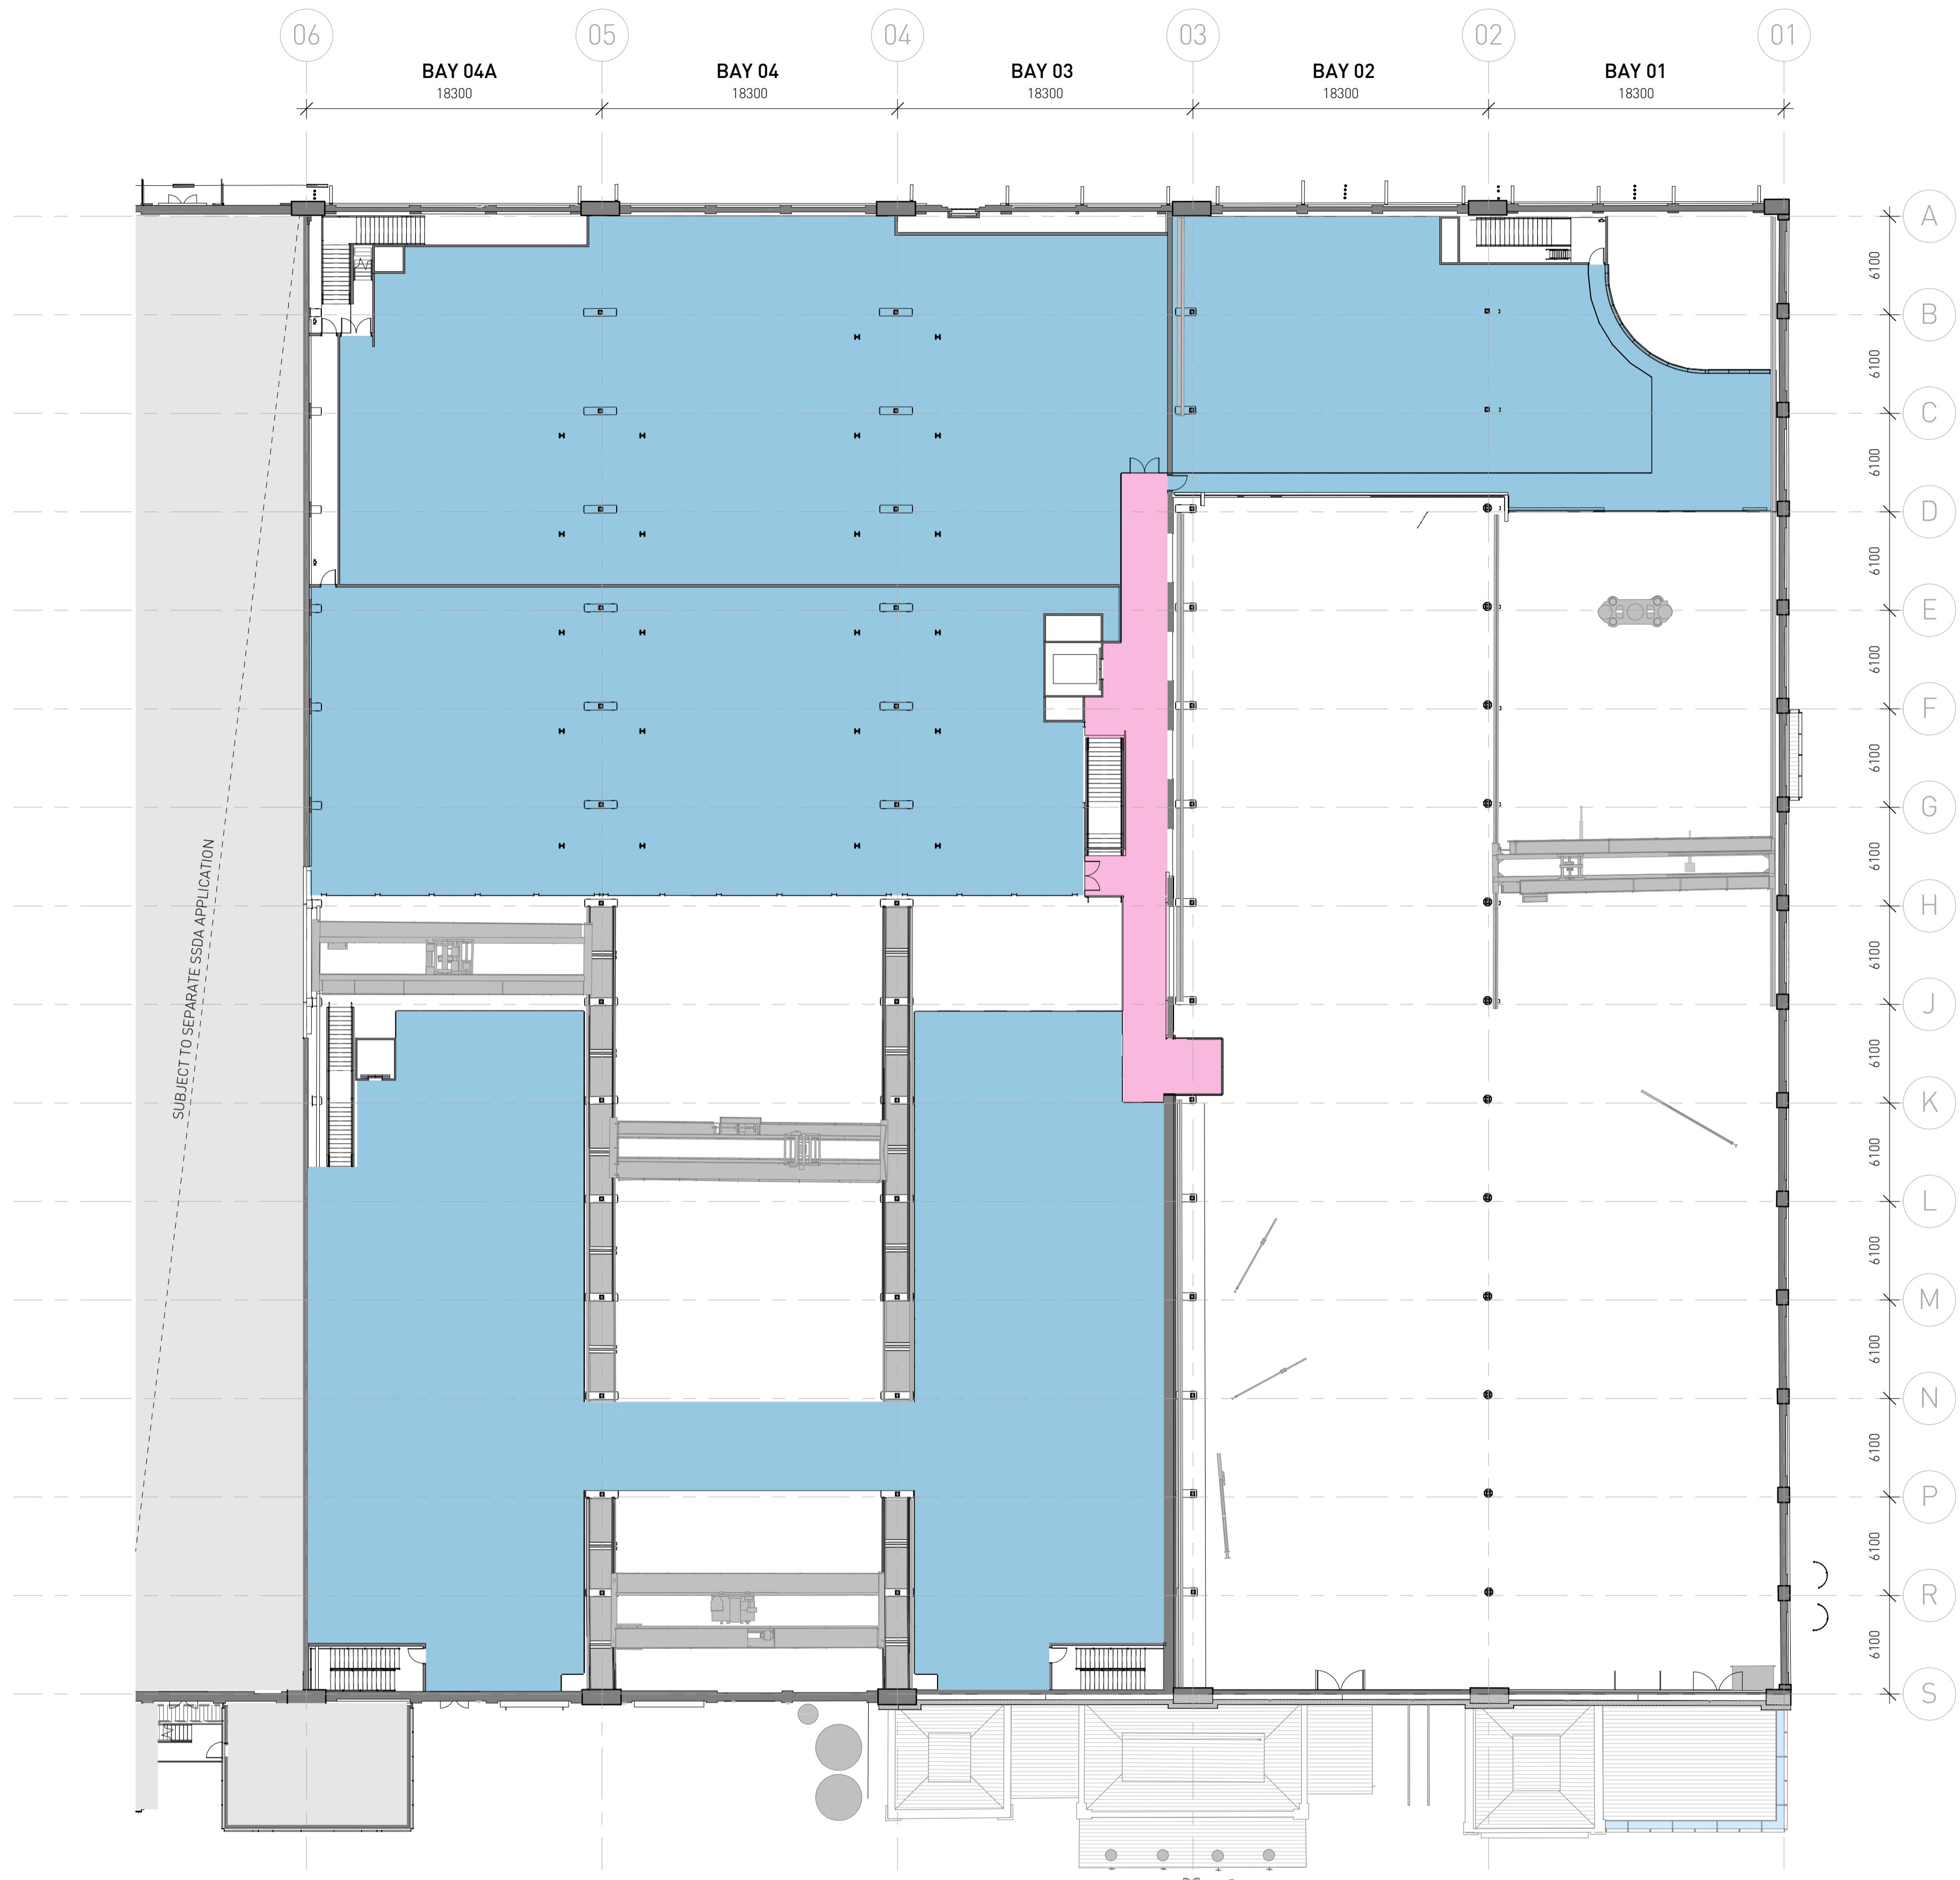 06 05 04 03 02 01
BAY 04A BAY 04 BAY 03 BAY 02 BAY 01
18300 18300 18300 18300 18300
A
6100
B
6100
C
6100
D
6100
E
6100
F
6100
G
6100
H
6100
J
6100
K
6100
L
6100
M
6100
N
6100
P
6100
R
6100
S
SUBJECT TO SEPARATE SSDA APPLICATION